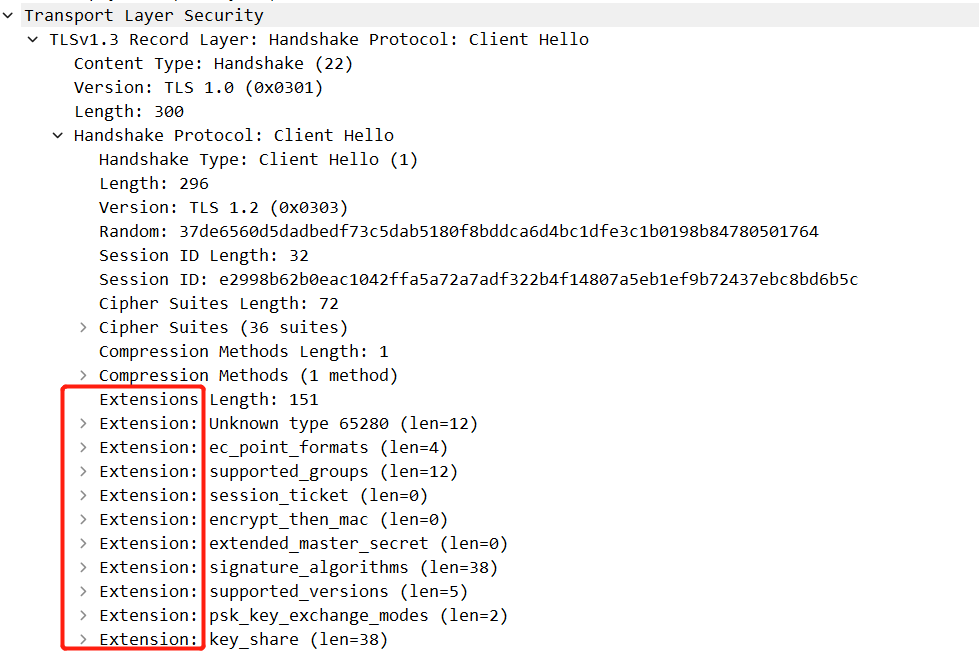 Transport Layer Security
TLSv1.3 Record Layer: Handshake Protocol: Client Hello
Content Type: Handshake (22)
Version: TLS 1.0 (0x0301)
Length: 300
Handshake Protocol: Client Hello
Handshake Type: Client Hello (1)
Length: 296
Version: TLS 1.2 (0x0303)
Random: 37de6560d5dadbedf73c5dab5180f8bddca6d4bc1dfe3c1b0198b84780501764
Session ID Length: 32
Session ID: e2998b62b0eac1042ffa5a72a7adf322b4f14807a5eb1ef9b72437ebc8bd6b5c
Cipher Suites Length: 72
Cipher Suites (36 suites)
Compression Methods Length: 1
Compression Methods (1 method)
Extensions Length: 151
Extension: Unknown type 65280 (len=12)
Extension: ec_point_formats (len=4)
Extension: supported_groups (len=12)
Extension: session_ticket (len=0)
Extension: encrypt_then_mac (len=0)
Extension: extended_master_secret (len=0)
Extension: signature_algorithms (len=38)
Extension: supported_versions (len=5)
Extension: psk_key_exchange_modes (len=2)
Extension: key_share (len=38)